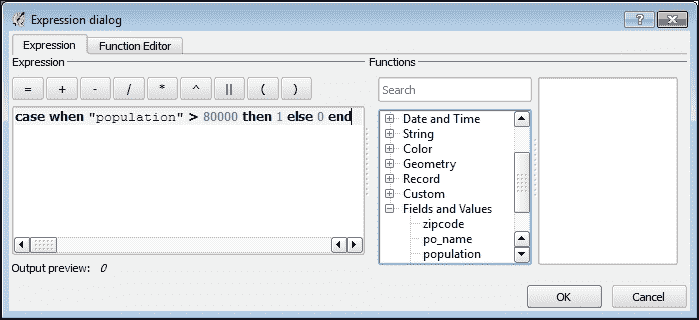 Expression dialog
Expression
Function Editor
Expression
= + - / * ^ || ( )
case when "population" > 80000 then 1 else 0 end
Output preview: 0
Functions
Search
Date and Time
String
Color
Geometry
Record
Custom
Fields and Values
zipcode
po_name
population
OK
Cancel